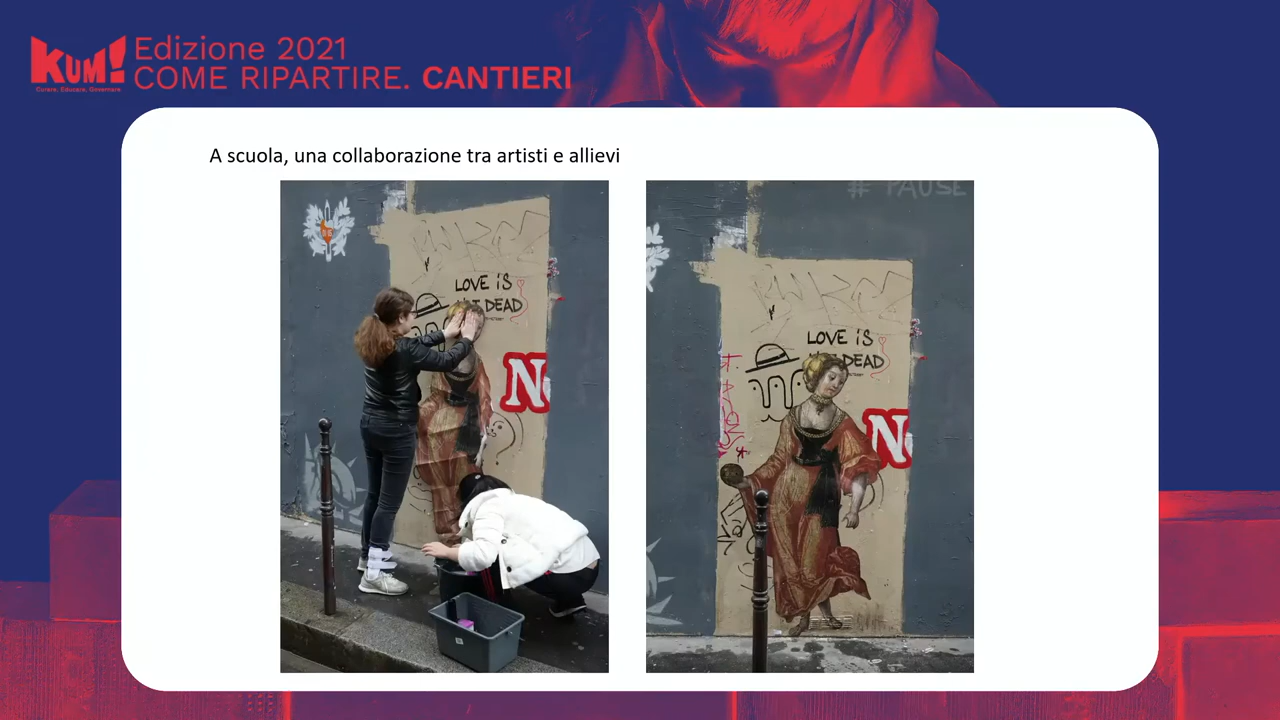 KUM!
Curare, Educare, Governare.
Edizione 2021
COME RIPARTIRE. CANTIERI
A scuola, una collaborazione tra artisti e allievi
LOVE iS
DEAD
# PAUSE
LOVE iS
DEAD